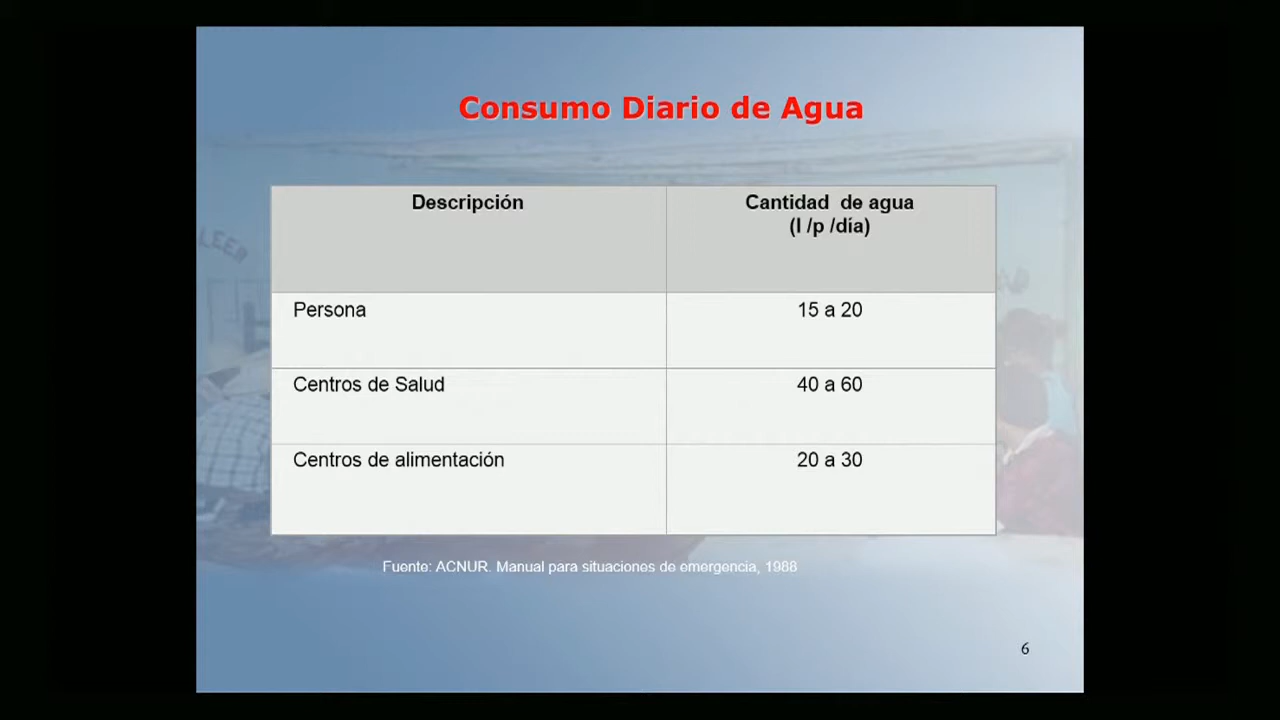 Consumo Diario de Agua
Descripción
Cantidad de agua
(l /p /día)
Persona
15 a 20
Centros de Salud
40 a 60
Centros de alimentación
20 a 30
Fuente: ACNUR. Manual para situaciones de emergencia, 1988
LEER
6